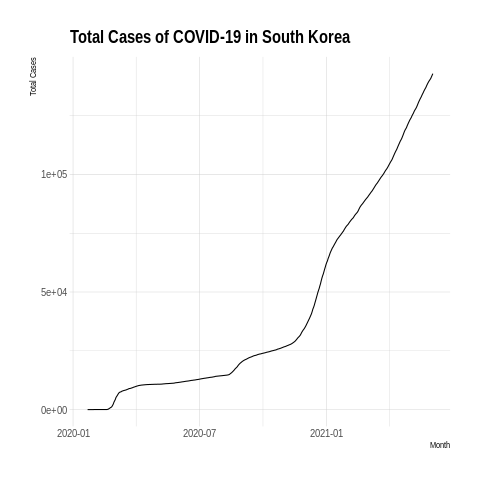 Total Cases of COVID-19 in South Korea
Total Cases
1e+05
5e+04
0e+00
2020-01
2020-07
2021-01
Month